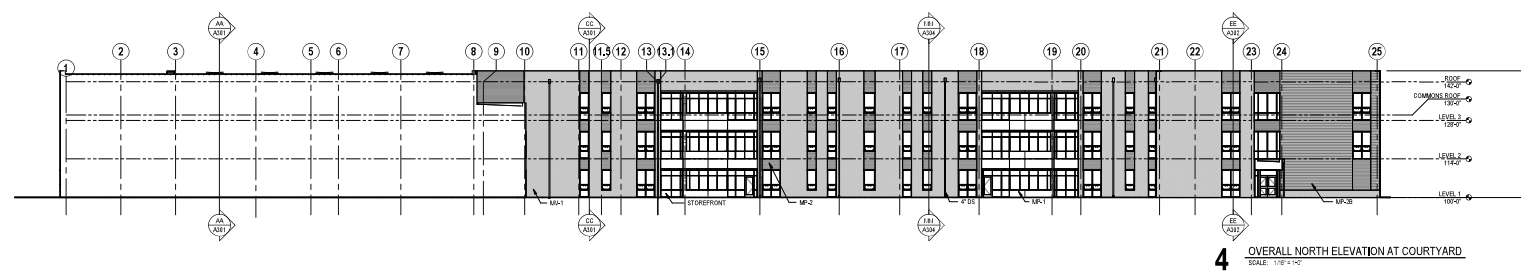 AA
A301
CC
A301
NN
A304
EE
A302
1
2
3
4
5
6
7
8
9
10
11
11.5
12
13
13.1
14
15
16
17
18
19
20
21
22
23
24
25
ROOF
142'-0"
COMMONS ROOF
130'-0"
LEVEL 3
128'-0"
LEVEL 2
114'-0"
LEVEL 1
100'-0"
MV-1
STOREFRONT
MP-2
4" DS
MP-1
MP-2B
AA
A301
CC
A301
NN
A304
EE
A302
4
OVERALL NORTH ELEVATION AT COURTYARD
SCALE: 1/16" = 1'-0"